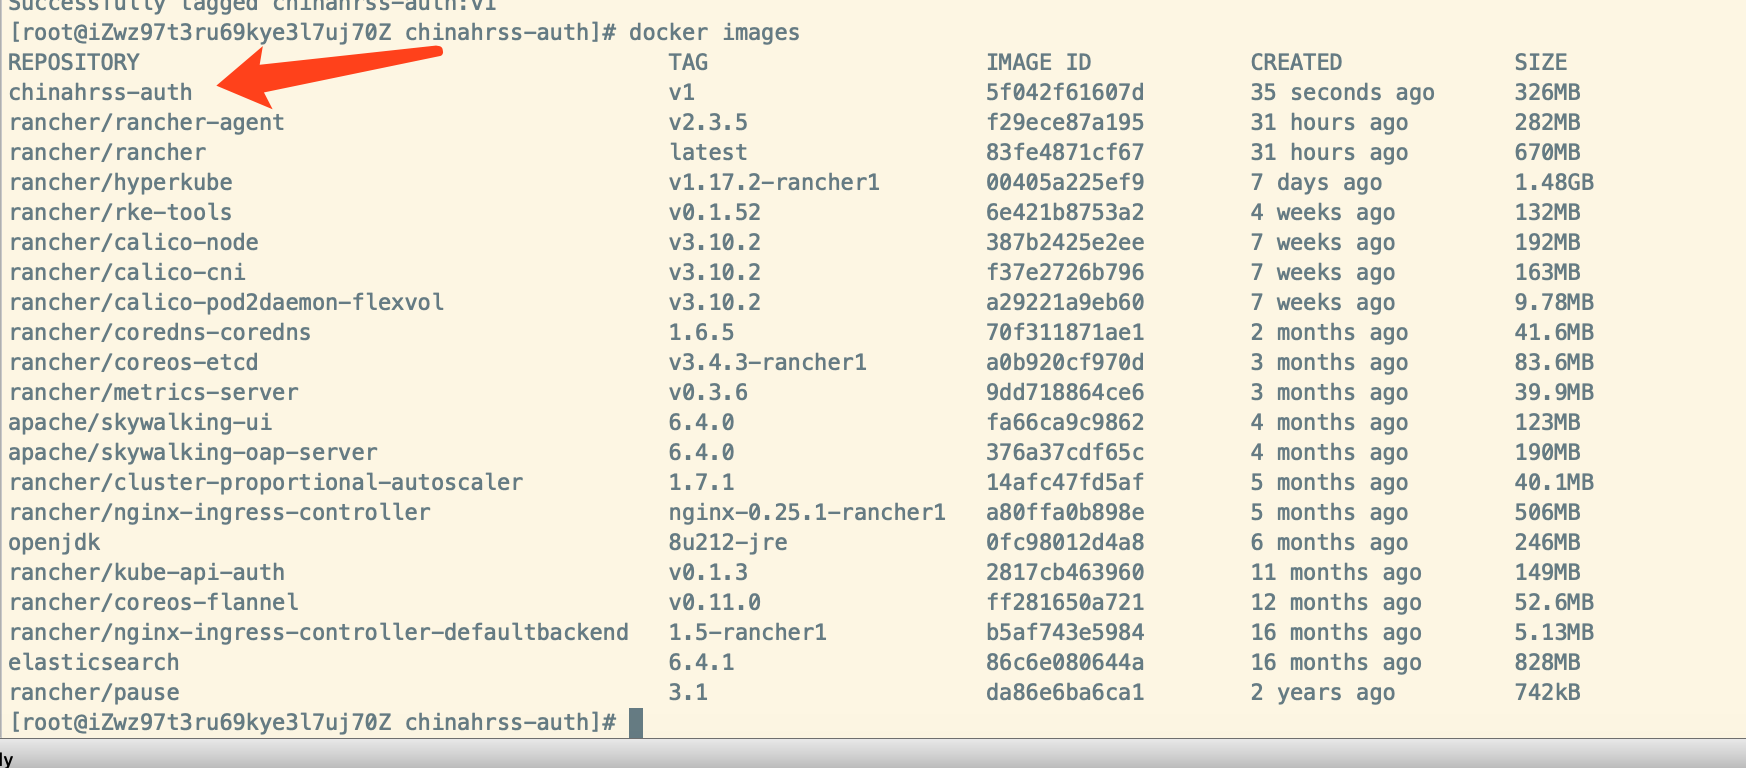 Successfully tagged chinahrss-auth:v1
[root@iZwz97t3ru69kye3l7uj70Z chinahrss-auth]# docker images
REPOSITORY TAG IMAGE ID CREATED SIZE
chinahrss-auth v1 5f042f61607d 35 seconds ago 326MB
rancher/rancher-agent v2.3.5 f29ece87a195 31 hours ago 282MB
rancher/rancher latest 83fe4871cf67 31 hours ago 670MB
rancher/hyperkube v1.17.2-rancher1 00405a225ef9 7 days ago 1.48GB
rancher/rke-tools v0.1.52 6e421b8753a2 4 weeks ago 132MB
rancher/calico-node v3.10.2 387b2425e2ee 7 weeks ago 192MB
rancher/calico-cni v3.10.2 f37e2726b796 7 weeks ago 163MB
rancher/calico-pod2daemon-flexvol v3.10.2 a29221a9eb60 7 weeks ago 9.78MB
rancher/coredns-coredns 1.6.5 70f311871ae1 2 months ago 41.6MB
rancher/coreos-etcd v3.4.3-rancher1 a0b920cf970d 3 months ago 83.6MB
rancher/metrics-server v0.3.6 9dd718864ce6 3 months ago 39.9MB
apache/skywalking-ui 6.4.0 fa66ca9c9862 4 months ago 123MB
apache/skywalking-oap-server 6.4.0 376a37cdf65c 4 months ago 190MB
rancher/cluster-proportional-autoscaler 1.7.1 14afc47fd5af 5 months ago 40.1MB
rancher/nginx-ingress-controller nginx-0.25.1-rancher1 a80ffa0b898e 5 months ago 506MB
openjdk 8u212-jre 0fc98012d4a8 6 months ago 246MB
rancher/kube-api-auth v0.1.3 2817cb463960 11 months ago 149MB
rancher/coreos-flannel v0.11.0 ff281650a721 12 months ago 52.6MB
rancher/nginx-ingress-controller-defaultbackend 1.5-rancher1 b5af743e5984 16 months ago 5.13MB
elasticsearch 6.4.1 86c6e080644a 16 months ago 828MB
rancher/pause 3.1 da86e6ba6ca1 2 years ago 742kB
[root@iZwz97t3ru69kye3l7uj70Z chinahrss-auth]#